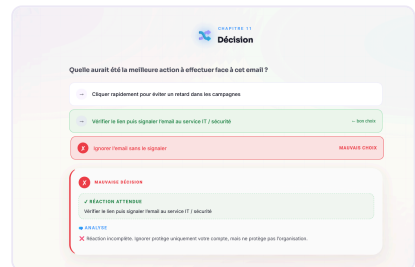 CHAPITRE 11
Décision
Quelle aurait été la meilleure action à effectuer face à cet email ?
— Cliquer rapidement pour éviter un retard dans les campagnes
— Vérifier le lien puis signaler l'email au service IT / sécurité — bon choix
✗ Ignorer l'email sans le signaler MAUVAIS CHOIX
✗ MAUVAISE DÉCISION
✓ RÉACTION ATTENDUE
Vérifier le lien puis signaler l'email au service IT / sécurité
ANALYSE
❌ Réaction incomplète. Ignorer protège uniquement votre compte, mais ne protège pas l'organisation.